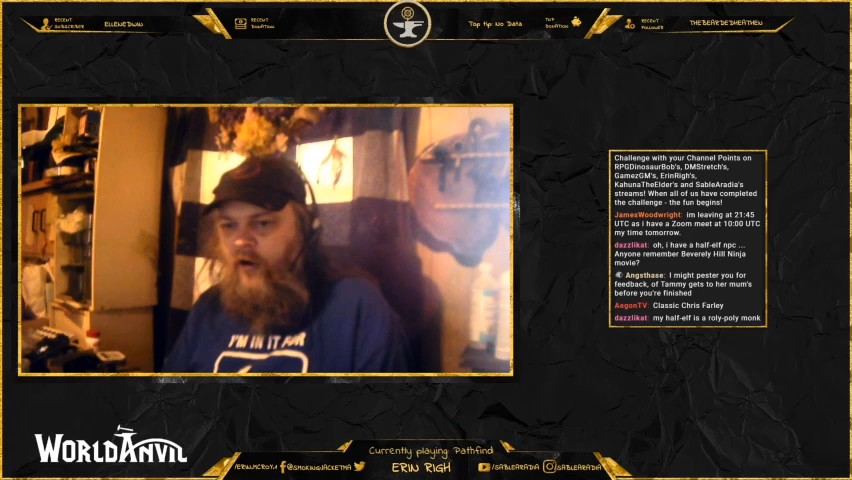 RECENT
SUBSCRIBER
ELLENEDWIN
RECENT
DONATION
Top tip: No Data
TOP
DONATION
RECENT
FOLLOWER
THEBEARDEDHEATHEN
Challenge with your Channel Points on
RPGDinosaurBob's, DMStretch's,
GamezGM's, ErinRigh's,
KahunaTheElder's and SableAradia's
streams! When all of us have completed
the challenge - the fun begins!
JamesWoodwright: im leaving at 21:45
UTC as i have a Zoom meet at 10:00 UTC
my time tomorrow.
dazzlikat: oh, i have a half-elf npc ...
Anyone remember Beverely Hill Ninja
movie?
Angsthase: I might pester you for
feedback, of Tammy gets to her mum's
before you're finished
AegonTV: Classic Chris Farley
dazzlikat: my half-elf is a roly-poly monk
I'M IN IT FOR
WORLDANVIL
Currently playing Pathfind
/ERIN.MCROY.1
@SMOKINGJACKETMA
ERIN RIGH
/SABLEARADIA
/SABLEARADIA